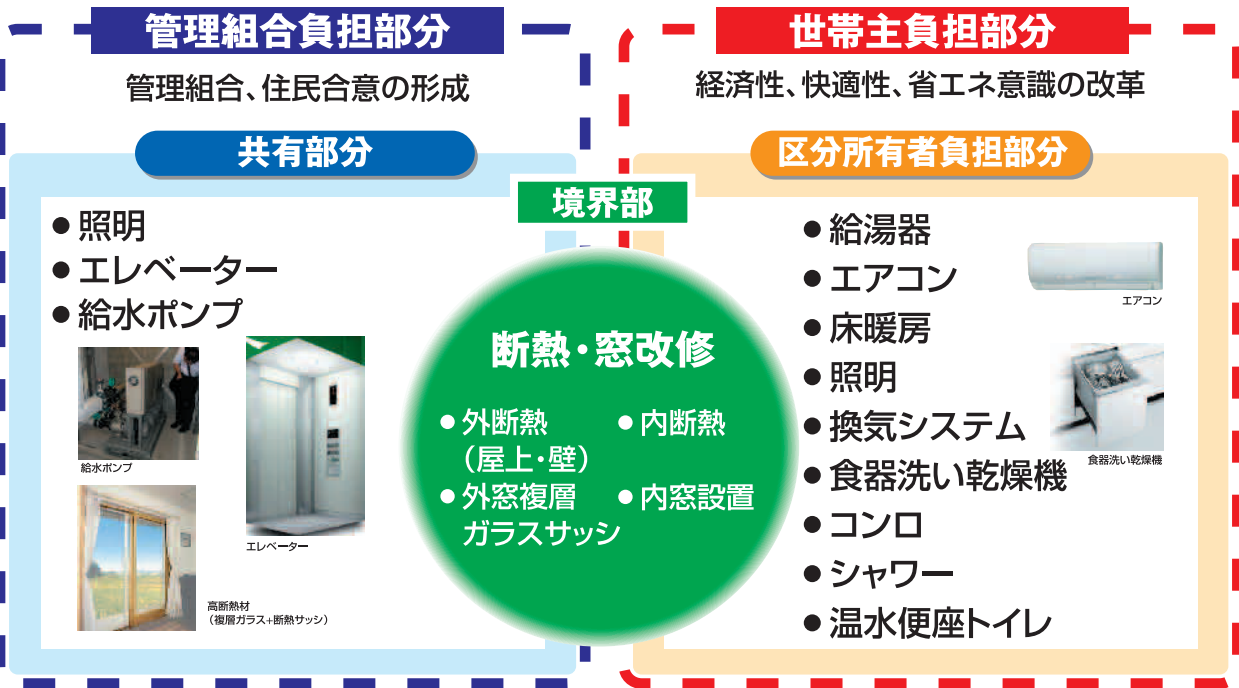 管理組合負担部分
管理組合、住民合意の形成
共有部分
● 照明
● エレベーター
● 給水ポンプ
給水ポンプ
エレベーター
高断熱材
（複層ガラス+断熱サッシ）
境界部
断熱・窓改修
● 外断熱
（屋上・壁）
● 外窓複層
ガラスサッシ
● 内断熱
● 内窓設置
世帯主負担部分
経済性、快適性、省エネ意識の改革
区分所有者負担部分
● 給湯器
● エアコン
● 床暖房
● 照明
● 換気システム
● 食器洗い乾燥機
● コンロ
● シャワー
● 温水便座トイレ
エアコン
食器洗い乾燥機